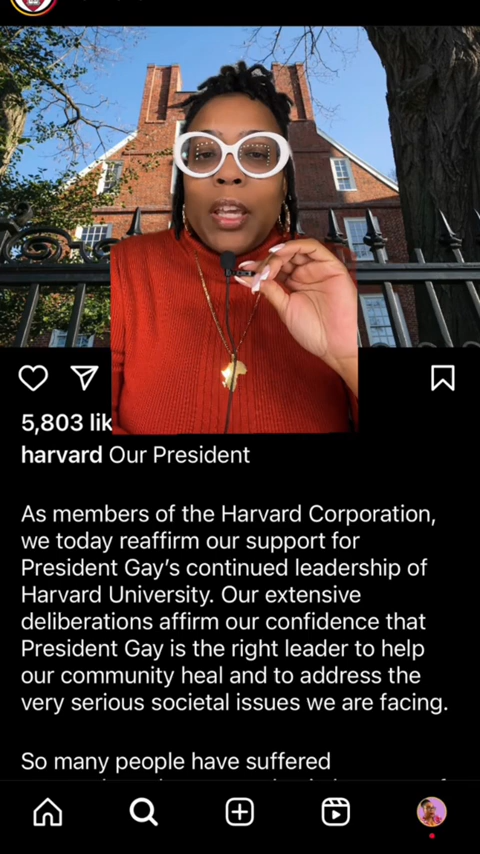 5,803 lik
harvard Our President
As members of the Harvard Corporation,
we today reaffirm our support for
President Gay’s continued leadership of
Harvard University. Our extensive
deliberations affirm our confidence that
President Gay is the right leader to help
our community heal and to address the
very serious societal issues we are facing.
So many people have suffered